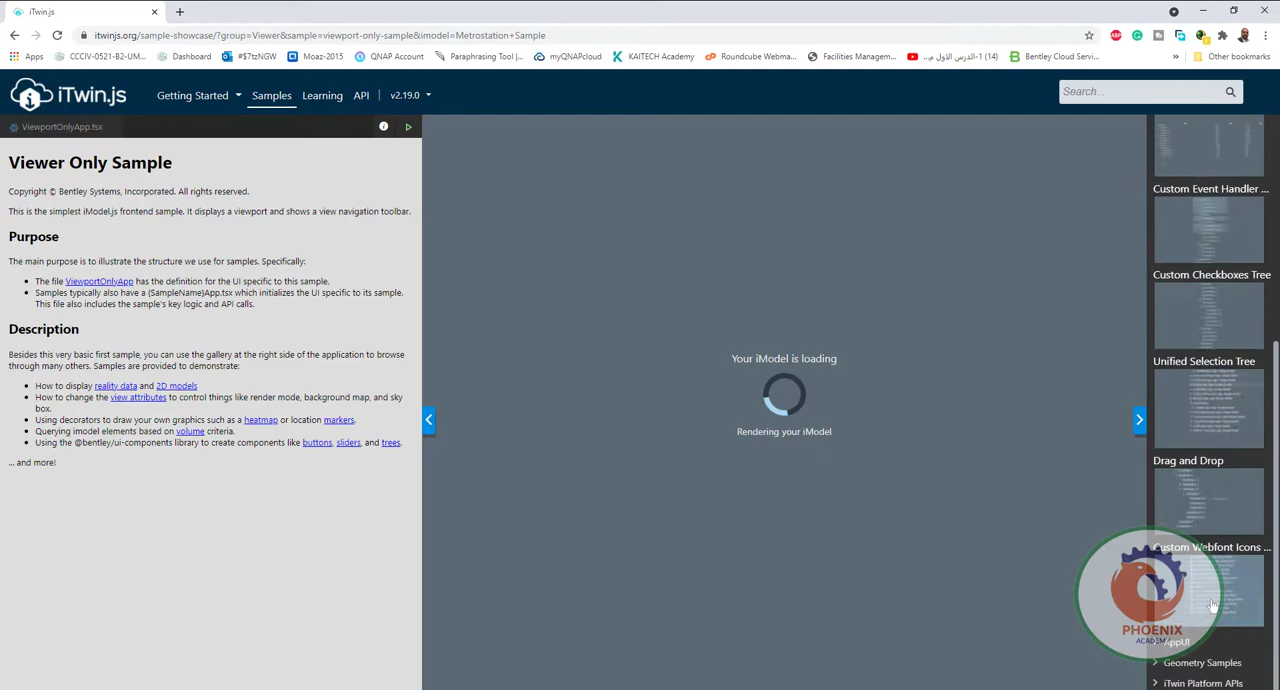 iTwin.js
itwinjs.org/sample-showcase/?group=Viewer&sample=viewport-only-sample&imodel=Metrostation+Sample
Apps CCCIV-0521-B2-UM... Dashboard #$7tzNGW Moaz-2015 QNAP Account Paraphrasing Tool |... myQNAPcloud KAITECH Academy Roundcube Webma... Facilities Managem... الدرس الاول م...-1 (14) Bentley Cloud Servi... » Other bookmarks
iTwin.js Getting Started Samples Learning API v2.19.0 Search...
ViewportOnlyApp.tsx
Viewer Only Sample
Copyright © Bentley Systems, Incorporated. All rights reserved.
This is the simplest iModel.js frontend sample. It displays a viewport and shows a view navigation toolbar.
Purpose
The main purpose is to illustrate the structure we use for samples. Specifically:
• The file ViewportOnlyApp has the definition for the UI specific to this sample.
• Samples typically also have a {SampleName}App.tsx which initializes the UI specific to its sample.
This file also includes the sample's key logic and API calls.
Description
Besides this very basic first sample, you can use the gallery at the right side of the application to browse
through many others. Samples are provided to demonstrate:
• How to display reality data and 2D models
• How to change the view attributes to control things like render mode, background map, and sky
box.
• Using decorators to draw your own graphics such as a heatmap or location markers.
• Querying imodel elements based on volume criteria.
• Using the @bentley/ui-components library to create components like buttons, sliders, and trees.
... and more!
Your iModel is loading
Rendering your iModel
Custom Event Handler ...
Custom Checkboxes Tree
Unified Selection Tree
Drag and Drop
Custom Webfont Icons ...
PHOENIX
ACADEMY
AppUI
Geometry Samples
iTwin Platform APIs